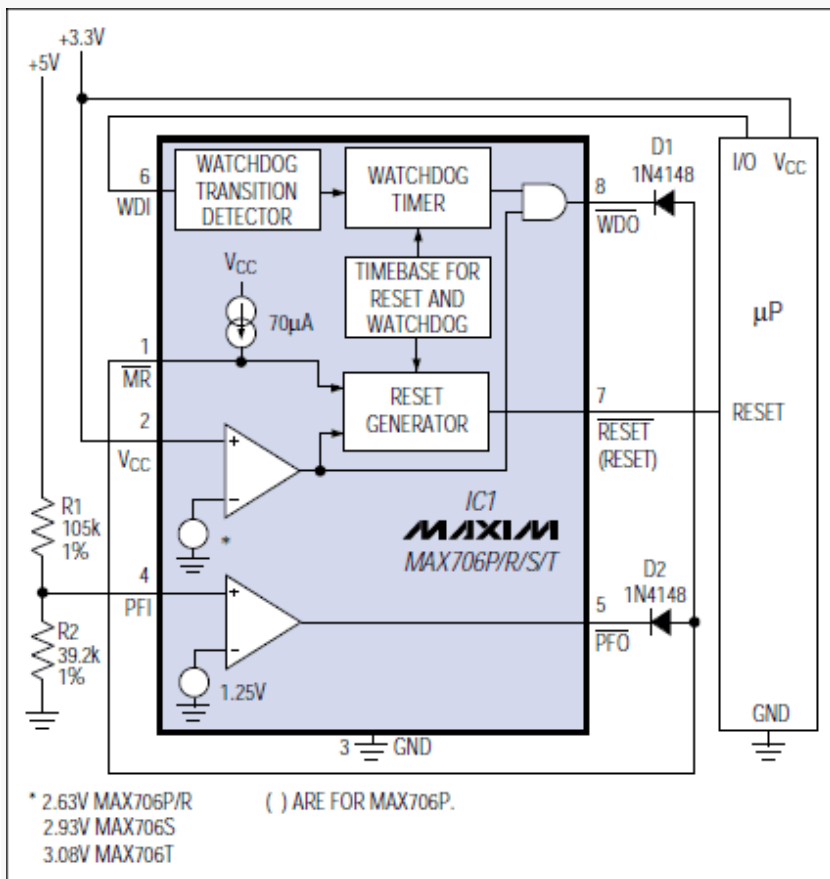 +3.3V
+5V
6
WDI
WATCHDOG
TRANSITION
DETECTOR
WATCHDOG
TIMER
8
WDO
D1
1N4148
I/O
VCC
VCC
70µA
TIMEBASE FOR
RESET AND
WATCHDOG
µP
1
MR
RESET
GENERATOR
7
RESET
(RESET)
RESET
2
VCC
*
IC1
MAXIM
MAX706P/R/S/T
R1
105k
1%
4
PFI
5
PFO
D2
1N4148
R2
39.2k
1%
1.25V
3
GND
GND
* 2.63V MAX706P/R
2.93V MAX706S
3.08V MAX706T
( ) ARE FOR MAX706P.
+
−
+
−